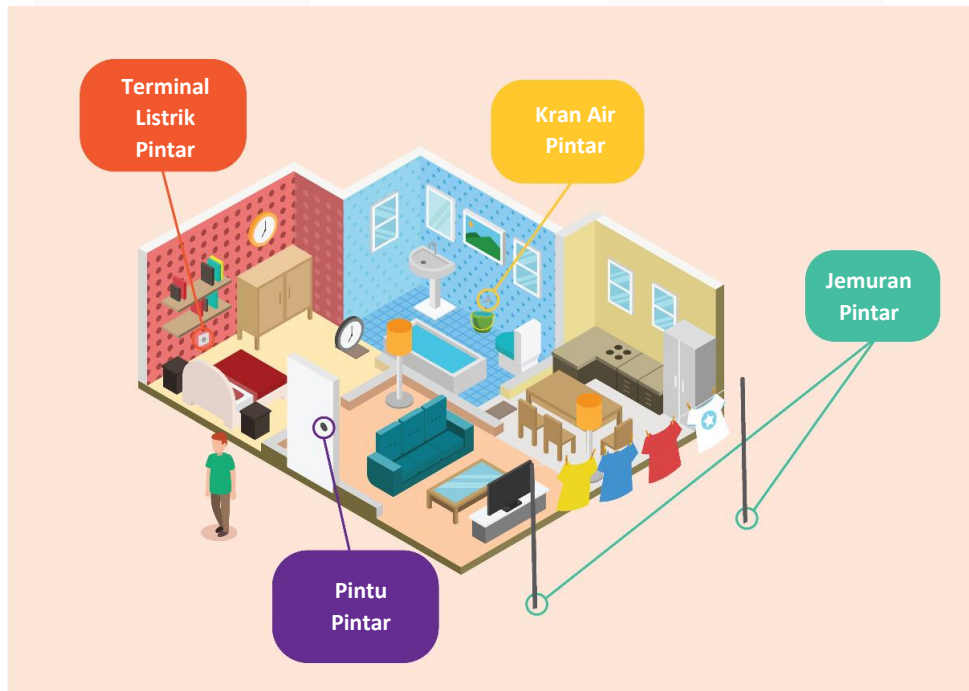 Terminal
Listrik
Pintar
Kran Air
Pintar
Jemuran
Pintar
Pintu
Pintar